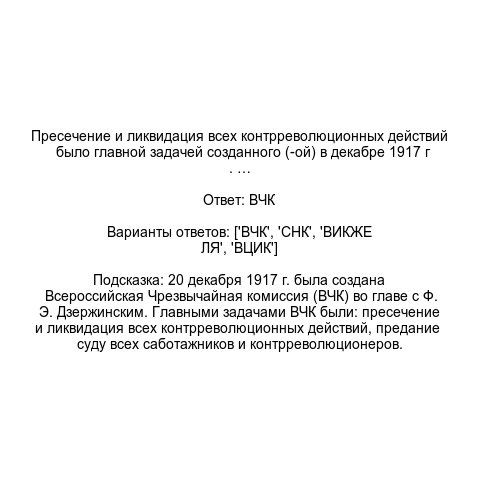 Пресечение и ликвидация всех контрреволюционных действий
было главной задачей созданного (-ой) в декабре 1917 г
. ...
Ответ: ВЧК
Варианты ответов: ['ВЧК', 'СНК', 'ВИКЖЕ
ЛЯ', 'ВЦИК']
Подсказка: 20 декабря 1917 г. была создана
Всероссийская Чрезвычайная комиссия (ВЧК) во главе с Ф.
Э. Дзержинским. Главными задачами ВЧК были: пресечение
и ликвидация всех контрреволюционных действий, предание
суду всех саботажников и контрреволюционеров.